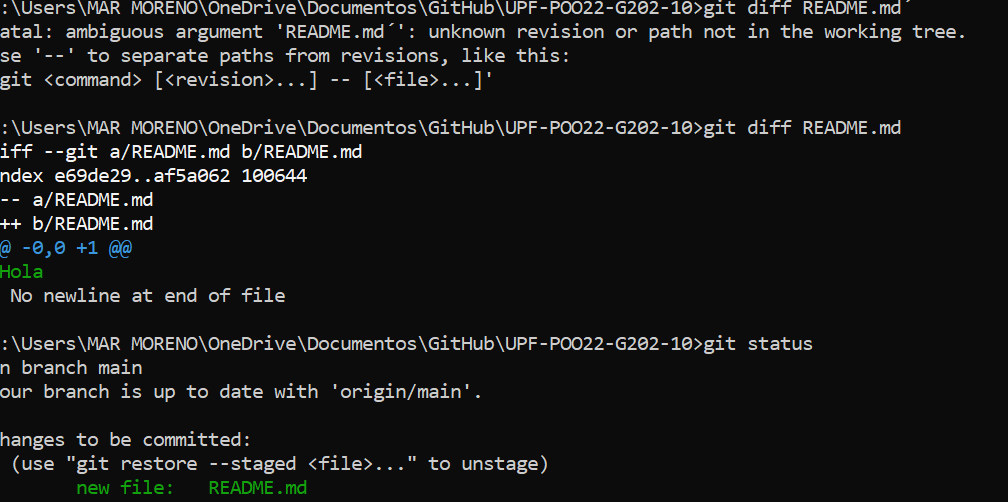 :\Users\MAR MORENO\OneDrive\Documentos\GitHub\UPF-POO22-G202-10>git diff README.md´
atal: ambiguous argument 'README.md´': unknown revision or path not in the working tree.
se '--' to separate paths from revisions, like this:
git <command> [<revision>...] -- [<file>...]'
:\Users\MAR MORENO\OneDrive\Documentos\GitHub\UPF-POO22-G202-10>git diff README.md
iff --git a/README.md b/README.md
ndex e69de29..af5a062 100644
-- a/README.md
++ b/README.md
@ -0,0 +1 @@
Hola
No newline at end of file
:\Users\MAR MORENO\OneDrive\Documentos\GitHub\UPF-POO22-G202-10>git status
n branch main
our branch is up to date with 'origin/main'.
hanges to be committed:
(use "git restore --staged <file>..." to unstage)
new file:   README.md